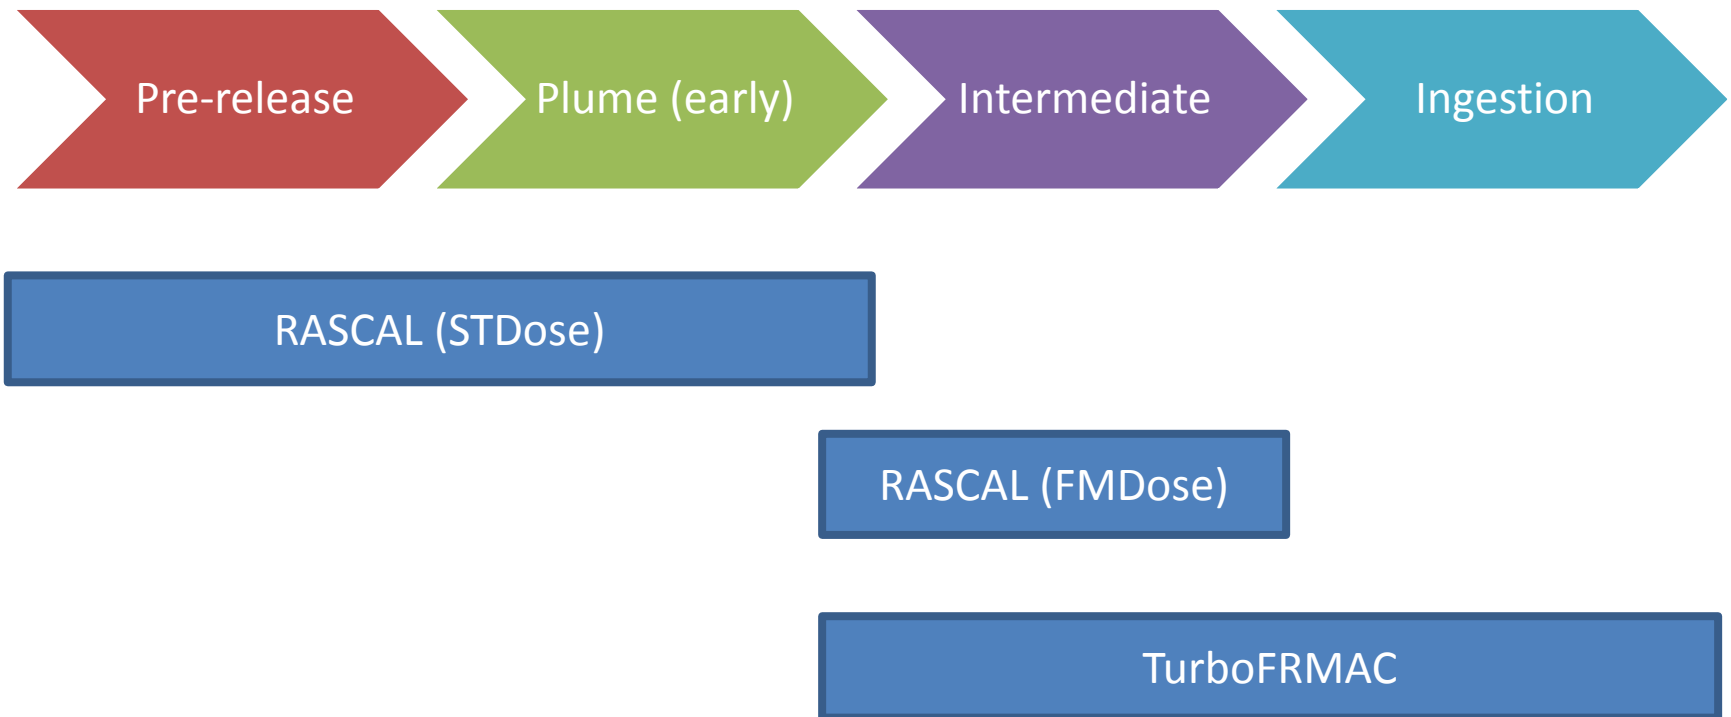 Pre-release
Plume (early)
Intermediate
Ingestion
RASCAL (STDose)
RASCAL (FMDose)
TurboFRMAC